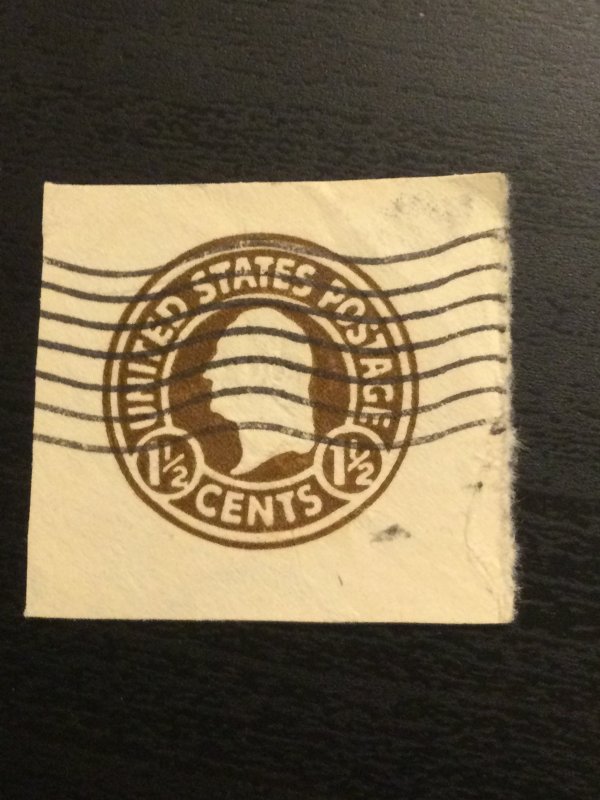 UNITED STATES POSTAGE
1½ 1½
CENTS